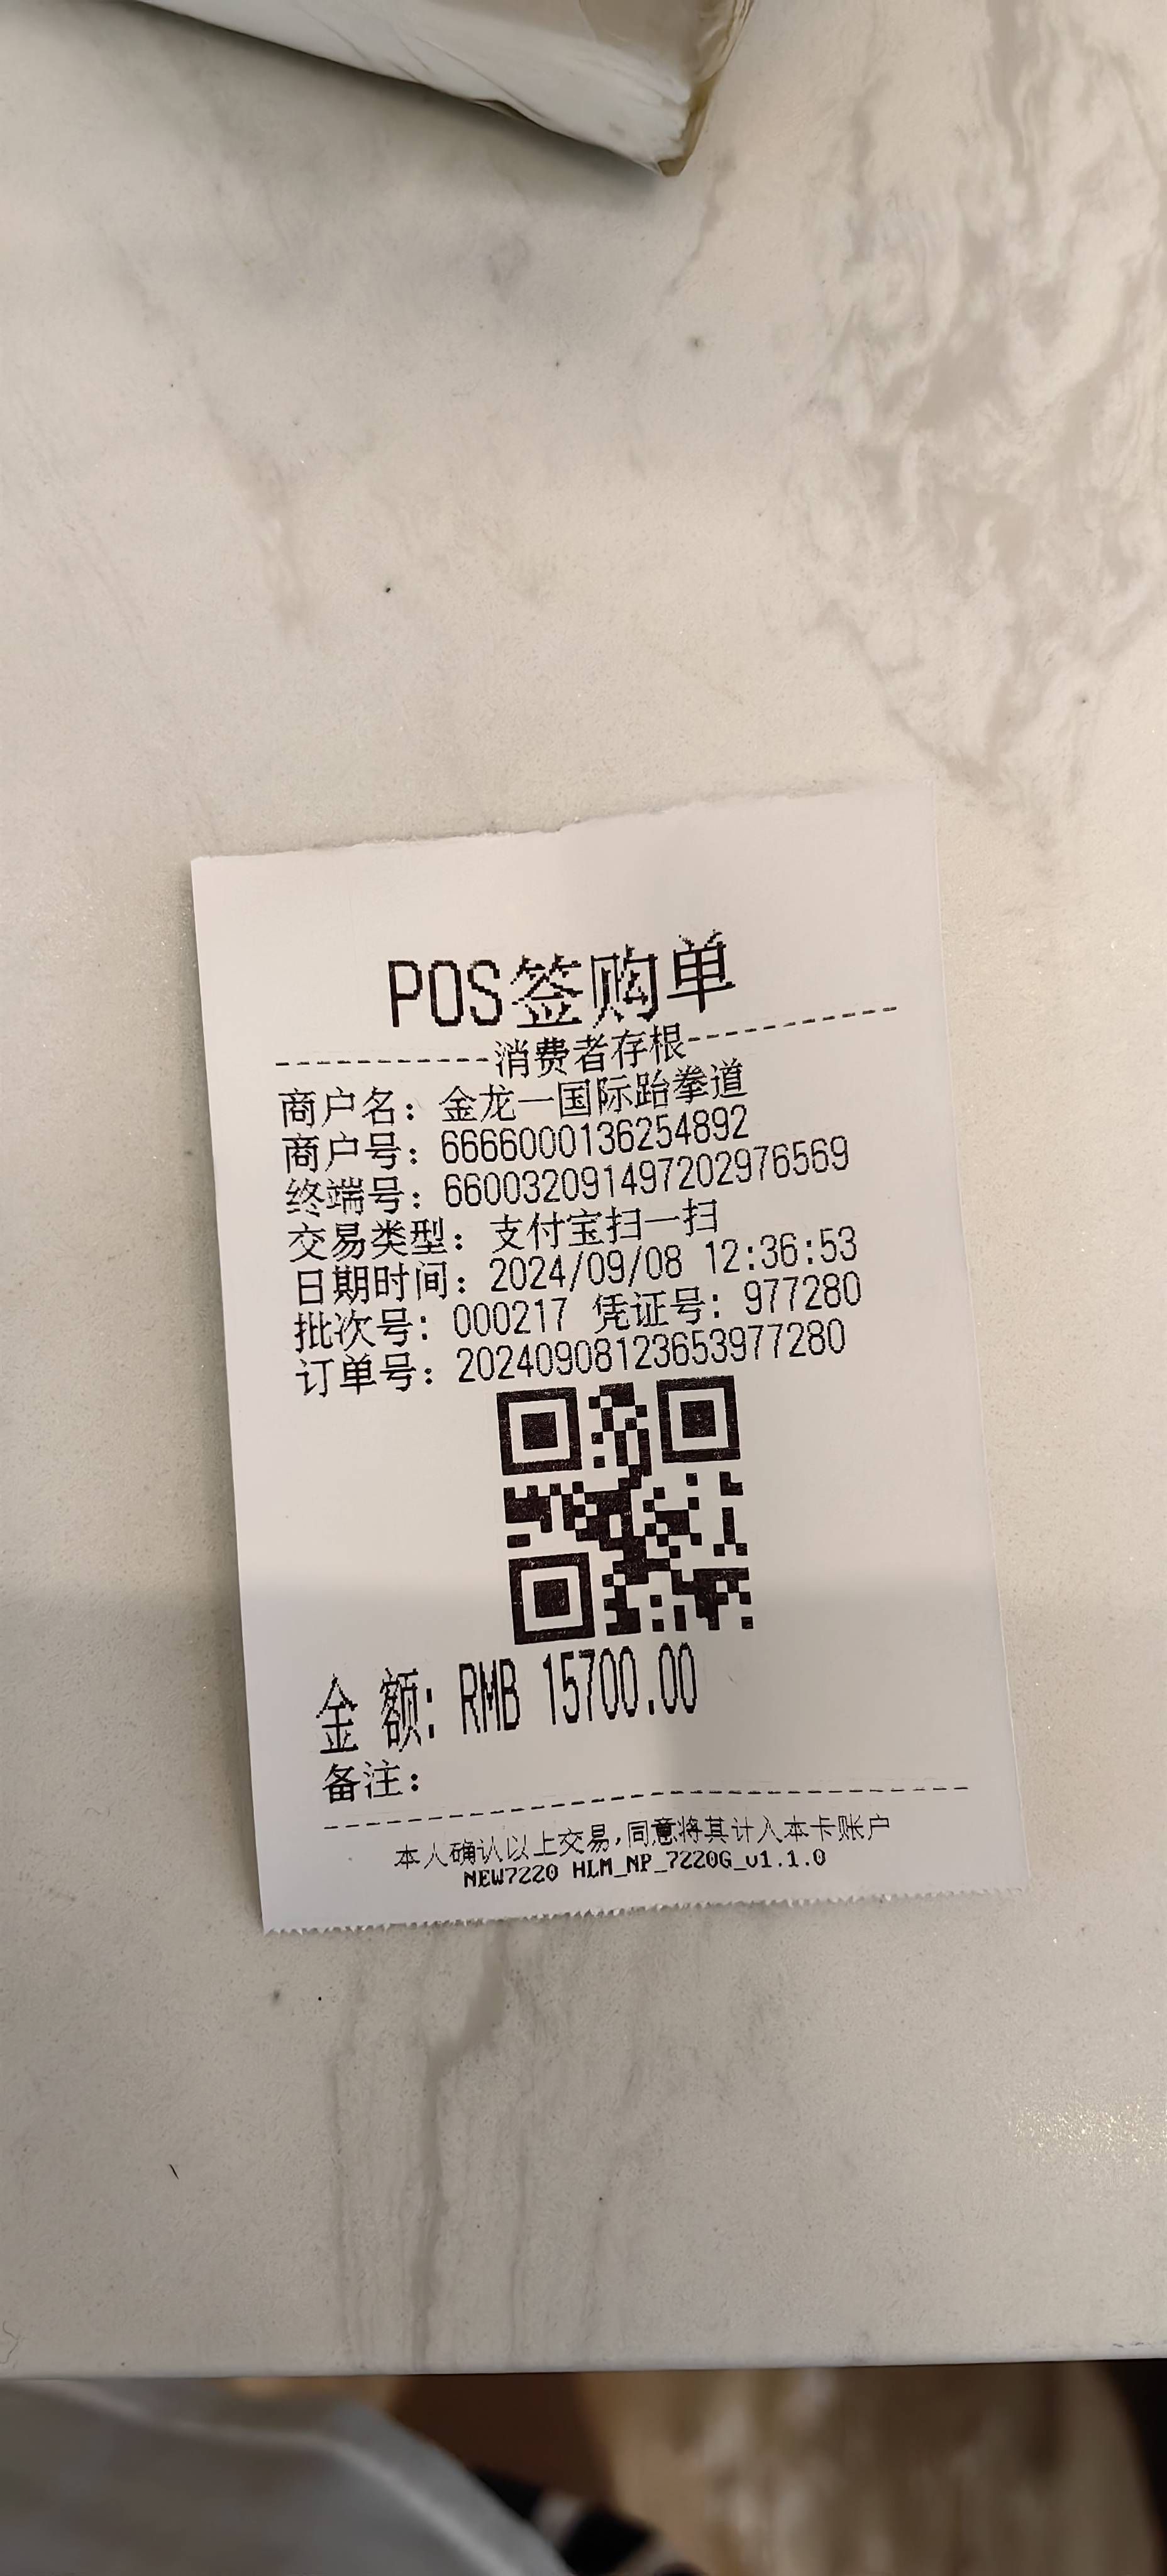 POS签购单
----------消费者存根----------
商户名：金龙一国际跆拳道
商户号：6666000136254892
终端号：660032091497202976569
交易类型：支付宝扫一扫
日期时间：2024/09/08 12:36:53
批次号：000217 凭证号：977280
订单号：20240908123653977280
金 额：RMB 15700.00
备注：
本人确认以上交易,同意将其计入本卡账户
NEW7220 HLM_NP_7220G_v1.1.0